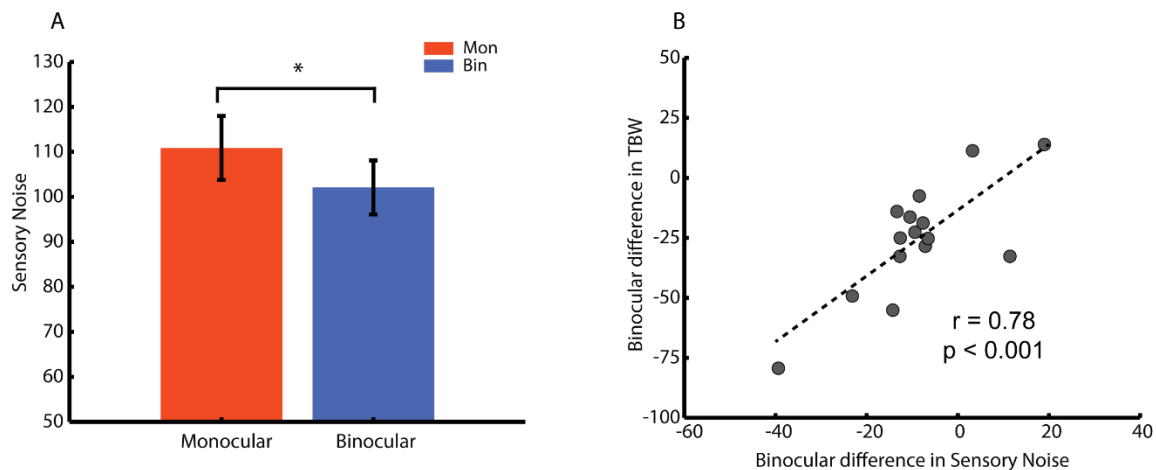 A
130
120
110
100
90
80
70
60
50
Sensory Noise
Mon
Bin
*
Monocular
Binocular
B
50
25
0
-25
-50
-75
-100
Binocular difference in TBW
r = 0.78
p < 0.001
-60
-40
-20
0
20
40
Binocular difference in Sensory Noise